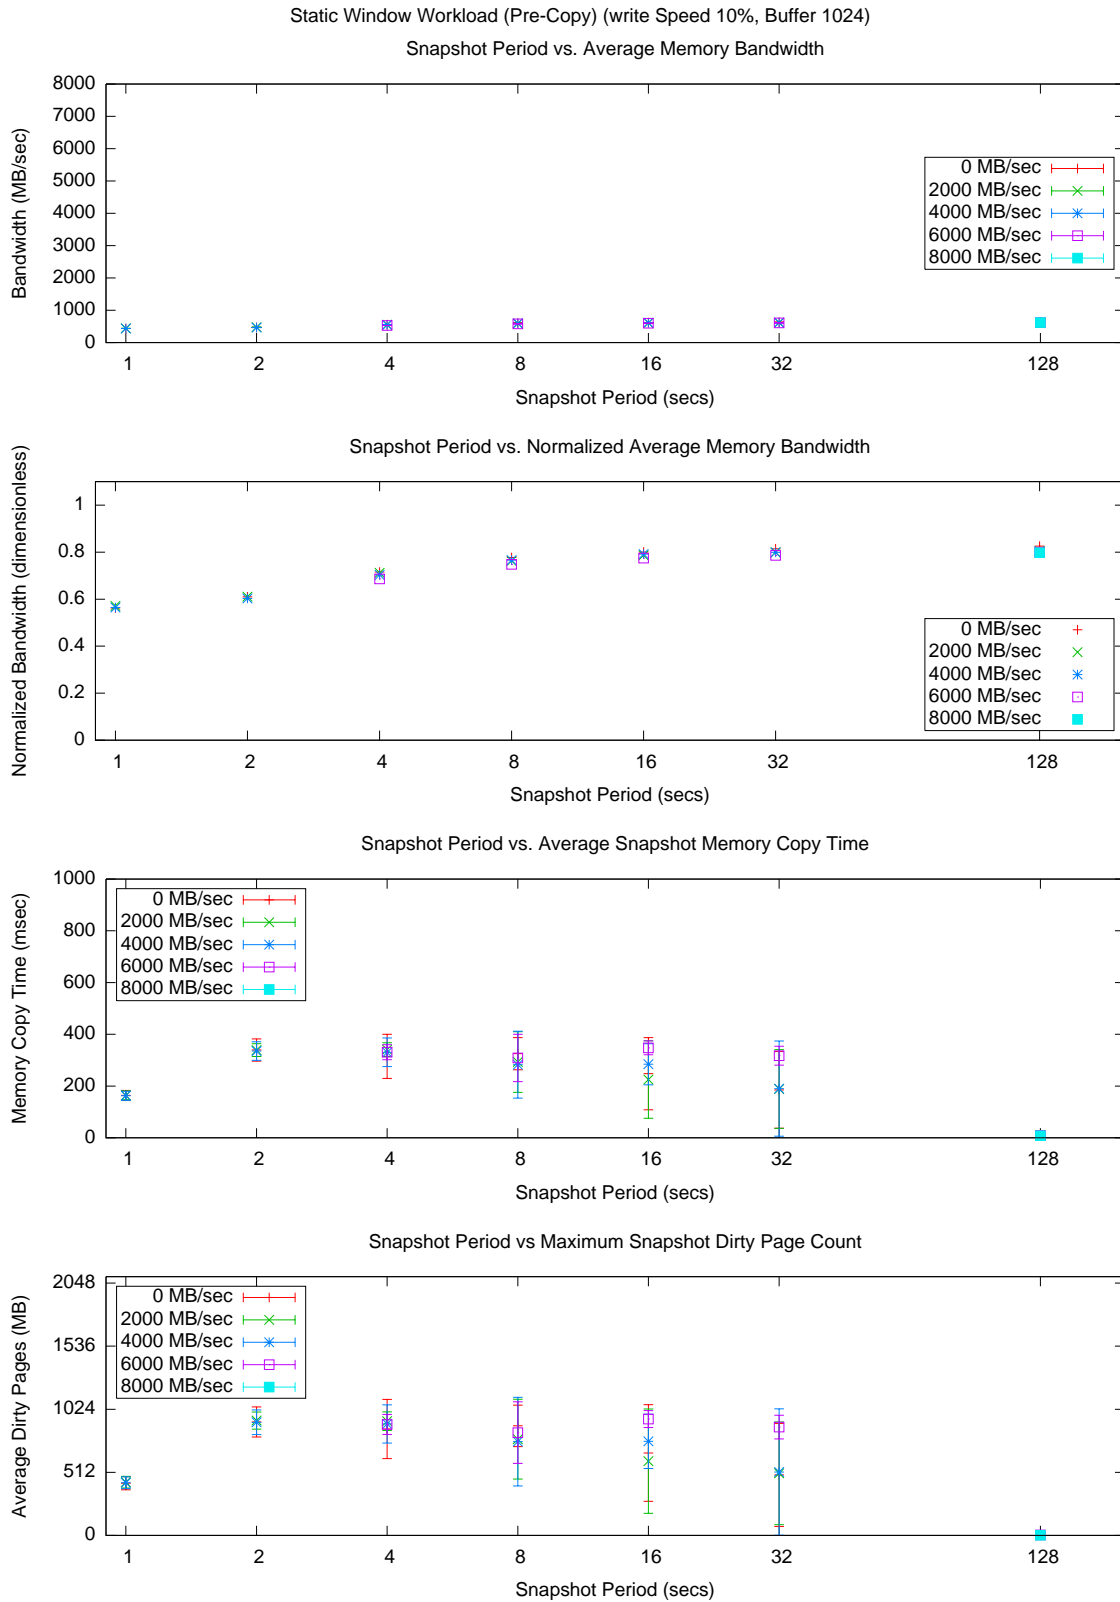 Static Window Workload (Pre-Copy) (write Speed 10%, Buffer 1024)
Snapshot Period vs. Average Memory Bandwidth
Bandwidth (MB/sec)
8000
7000
6000
5000
4000
3000
2000
1000
0
0 MB/sec
2000 MB/sec
4000 MB/sec
6000 MB/sec
8000 MB/sec
1 2 4 8 16 32 128
Snapshot Period (secs)
Snapshot Period vs. Normalized Average Memory Bandwidth
Normalized Bandwidth (dimensionless)
1
0.8
0.6
0.4
0.2
0
0 MB/sec
2000 MB/sec
4000 MB/sec
6000 MB/sec
8000 MB/sec
1 2 4 8 16 32 128
Snapshot Period (secs)
Snapshot Period vs. Average Snapshot Memory Copy Time
Memory Copy Time (msec)
1000
800
600
400
200
0
0 MB/sec
2000 MB/sec
4000 MB/sec
6000 MB/sec
8000 MB/sec
1 2 4 8 16 32 128
Snapshot Period (secs)
Snapshot Period vs Maximum Snapshot Dirty Page Count
Average Dirty Pages (MB)
2048
1536
1024
512
0
0 MB/sec
2000 MB/sec
4000 MB/sec
6000 MB/sec
8000 MB/sec
1 2 4 8 16 32 128
Snapshot Period (secs)